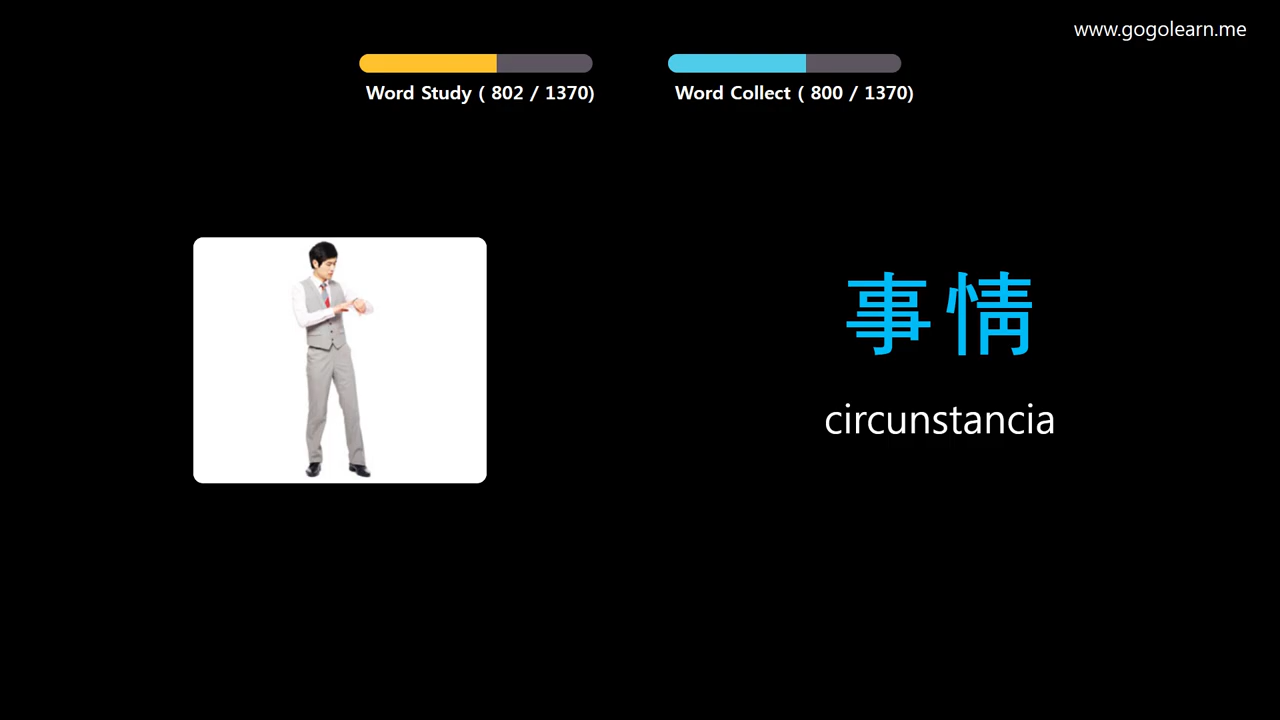 www.gogolearn.me
Word Study ( 802 / 1370)
Word Collect ( 800 / 1370)
事情
circunstancia